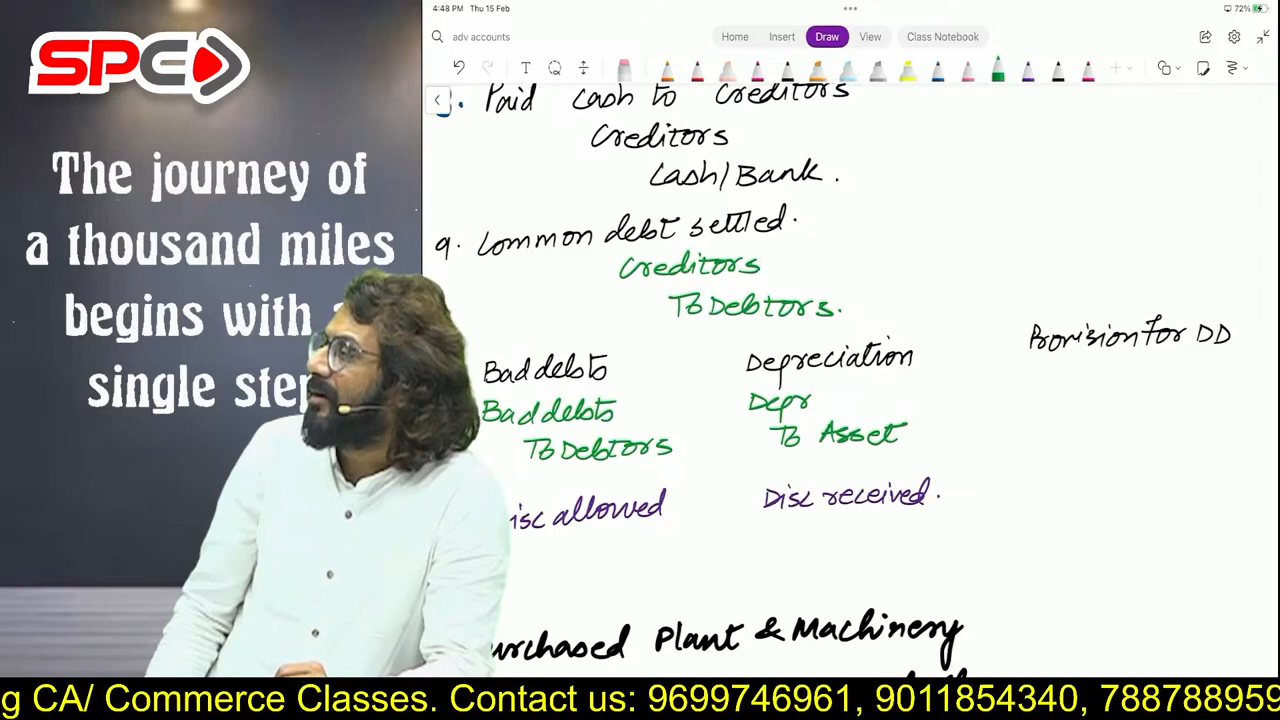 4:48 PM Thu 15 Feb
72%
adv accounts
Home Insert Draw View Class Notebook
SPC
The journey of
a thousand miles
begins with
single step
Paid cash to Creditors
Creditors
Cash/Bank.
9. Common debt settled.
Creditors
To Debtors.
Bad debts
Depreciation
Provision for DD
Bad debts
To Debtors
Depr
To Asset
isc allowed
Disc received.
urchased Plant & Machinery
g CA/ Commerce Classes. Contact us: 9699746961, 9011854340, 788788959